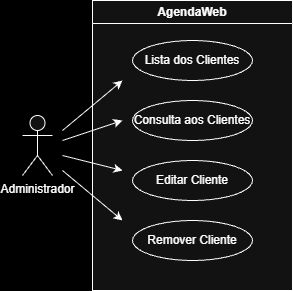 AgendaWeb
Lista dos Clientes
Consulta aos Clientes
Editar Cliente
Administrador
Remover Cliente